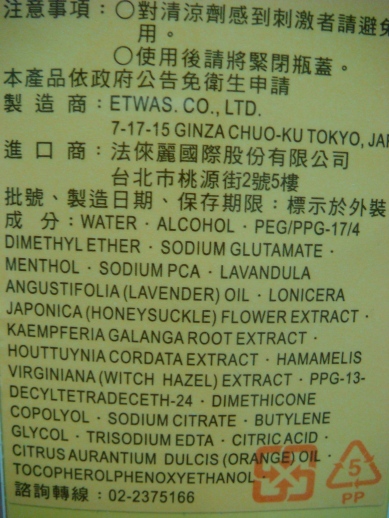 注意事項：○對清涼劑感到刺激者請避免
用。
○使用後請將緊閉瓶蓋。
本產品依政府公告免衛生申請
製造商：ETWAS. CO., LTD.
7-17-15 GINZA CHUO-KU TOKYO, JA
進口商：法倈麗國際股份有限公司
台北市桃源街2號5樓
批號、製造日期、保存期限：標示於外裝
成　分：WATER · ALCOHOL · PEG/PPG-17/4
DIMETHYL ETHER · SODIUM GLUTAMATE ·
MENTHOL · SODIUM PCA · LAVANDULA
ANGUSTIFOLIA (LAVENDER) OIL · LONICERA
JAPONICA (HONEYSUCKLE) FLOWER EXTRACT ·
KAEMPFERIA GALANGA ROOT EXTRACT ·
HOUTTUYNIA CORDATA EXTRACT · HAMAMELIS
VIRGINIANA (WITCH HAZEL) EXTRACT · PPG-13-
DECYLTETRADECETH-24 · DIMETHICONE
COPOLYOL · SODIUM CITRATE · BUTYLENE
GLYCOL · TRISODIUM EDTA · CITRIC ACID ·
CITRUS AURANTIUM DULCIS (ORANGE) OIL ·
TOCOPHEROLPHENOXYETHANOL ·
諮詢轉線：02-2375166
5
PP